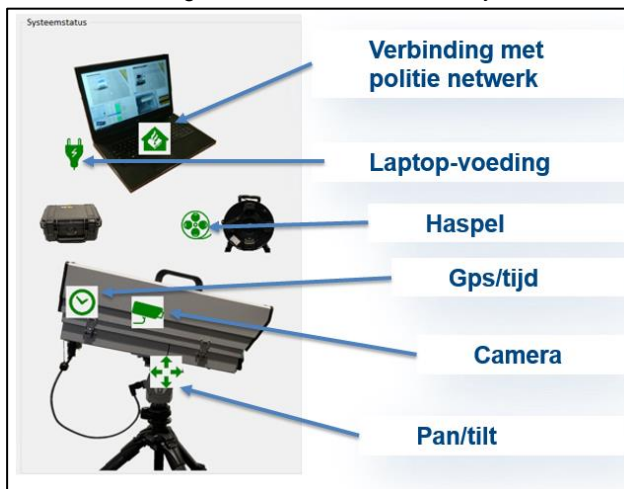 Systeemstatus
Verbinding met
politie netwerk
Laptop-voeding
Haspel
Gps/tijd
Camera
Pan/tilt